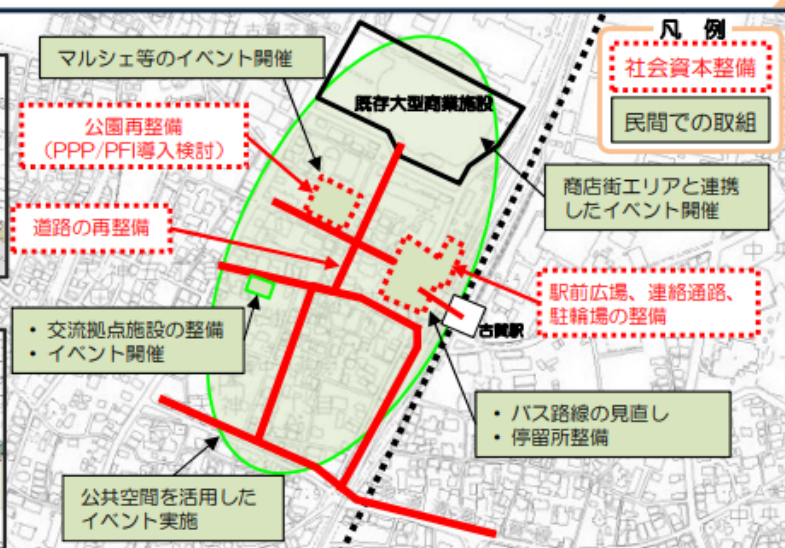 凡 例
社会資本整備
民間での取組
マルシェ等のイベント開催
既存大型商業施設
公園再整備
（PPP/PFI導入検討）
商店街エリアと連携
したイベント開催
道路の再整備
駅前広場、連絡通路、
駐輪場の整備
古賀駅
・ 交流拠点施設の整備
・ イベント開催
・ バス路線の見直し
・ 停留所整備
公共空間を活用した
イベント実施